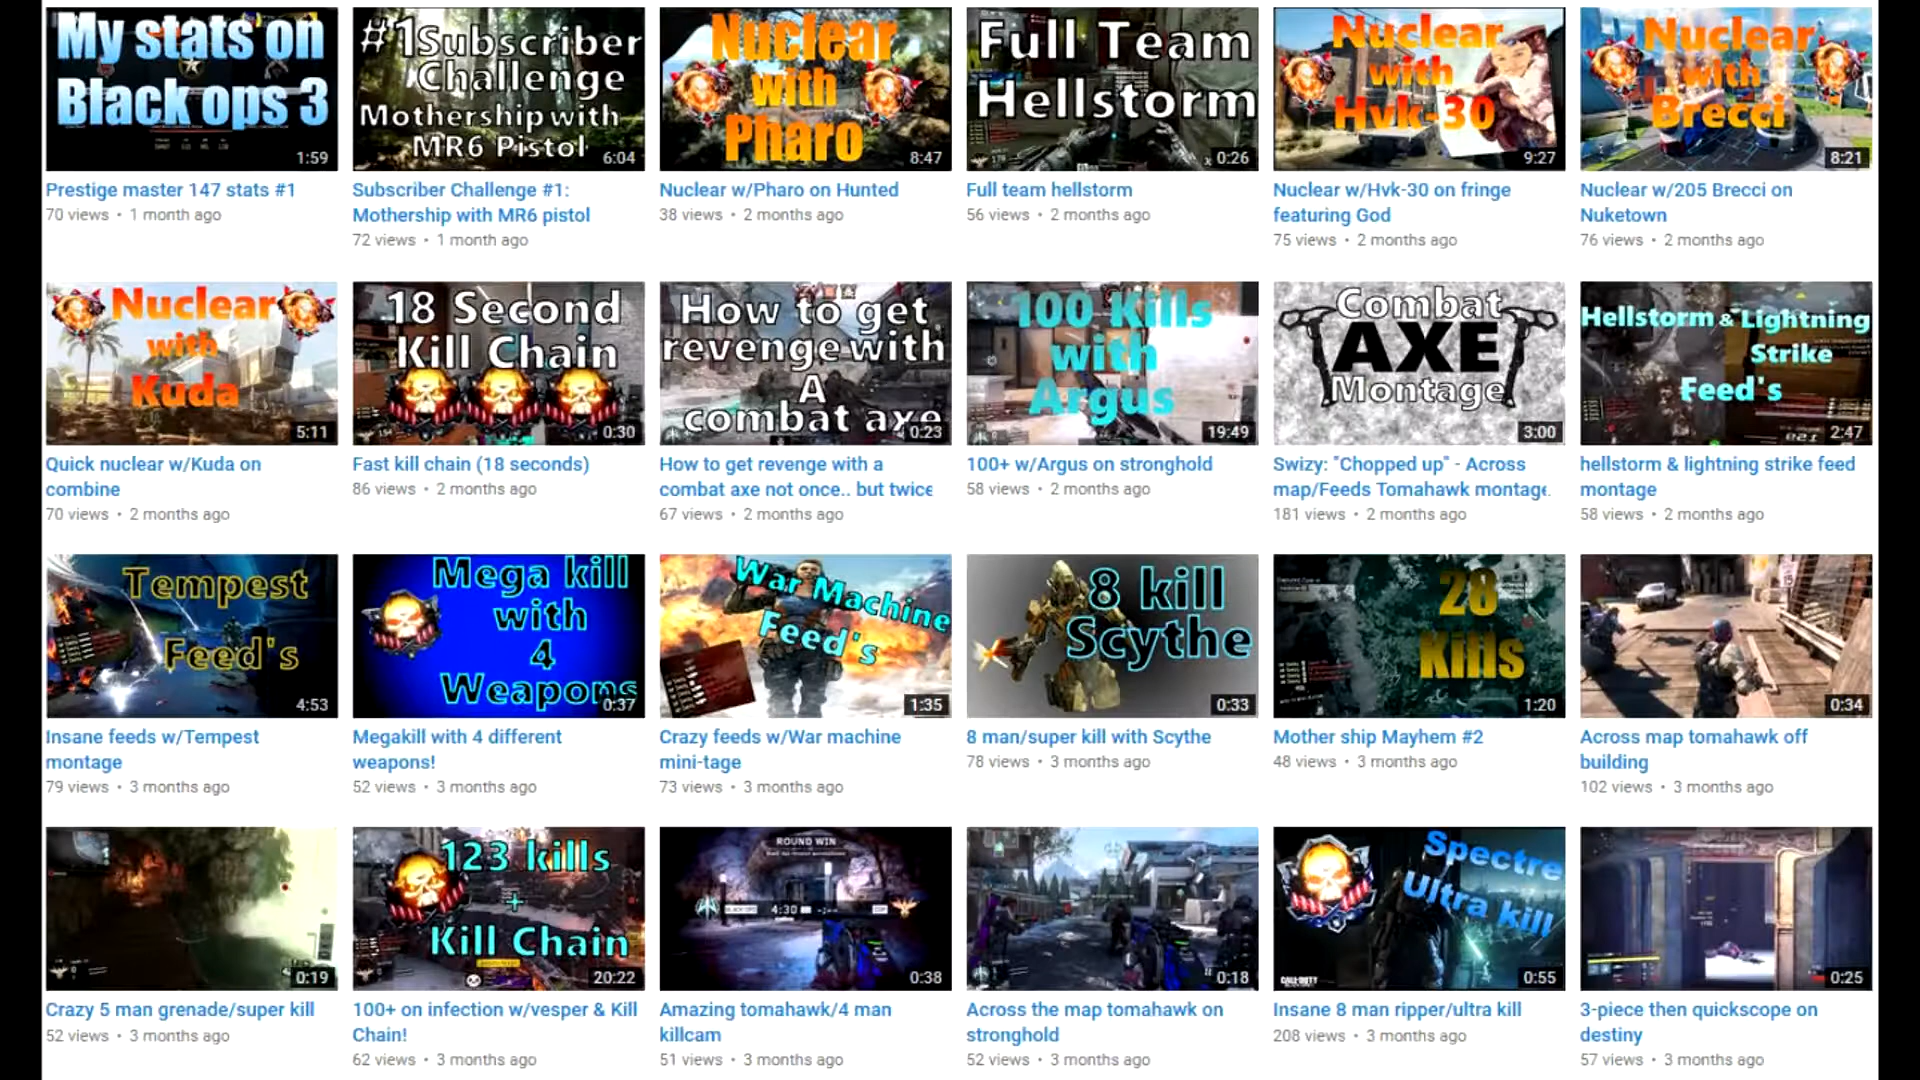 My stats on
Black ops 3
1:59
Prestige master 147 stats #1
70 views • 1 month ago
#1 Subscriber
Challenge
Mothership with
MR6 Pistol
6:04
Subscriber Challenge #1:
Mothership with MR6 pistol
72 views • 1 month ago
Nuclear
with
Pharo
8:47
Nuclear w/Pharo on Hunted
38 views • 2 months ago
Full Team
Hellstorm
0:26
Full team hellstorm
56 views • 2 months ago
Nuclear
with
Hvk-30
9:27
Nuclear w/Hvk-30 on fringe
featuring God
75 views • 2 months ago
Nuclear
with
Brecci
8:21
Nuclear w/205 Brecci on
Nuketown
76 views • 2 months ago
Nuclear
with
Kuda
5:11
Quick nuclear w/Kuda on
combine
70 views • 2 months ago
18 Second
Kill Chain
0:30
Fast kill chain (18 seconds)
86 views • 2 months ago
How to get
revenge with
A
combat axe
0:23
How to get revenge with a
combat axe not once.. but twice
67 views • 2 months ago
100 Kills
with
Argus
19:49
100+ w/Argus on stronghold
58 views • 2 months ago
Combat
AXE
Montage
3:00
Swizy: "Chopped up" - Across
map/Feeds Tomahawk montage
181 views • 2 months ago
Hellstorm & Lightning
Strike
Feed's
2:47
hellstorm & lightning strike feed
montage
58 views • 2 months ago
Tempest
Feed's
4:53
Insane feeds w/Tempest
montage
79 views • 3 months ago
Mega kill
with
4
Weapons
0:37
Megakill with 4 different
weapons!
52 views • 3 months ago
War Machine
Feed's
1:35
Crazy feeds w/War machine
mini-tage
73 views • 3 months ago
8 kill
Scythe
0:33
8 man/super kill with Scythe
78 views • 3 months ago
28
Kills
1:20
Mother ship Mayhem #2
48 views • 3 months ago
0:34
Across map tomahawk off
building
102 views • 3 months ago
0:19
Crazy 5 man grenade/super kill
52 views • 3 months ago
123 kills
Kill Chain
20:22
100+ on infection w/vesper & Kill
Chain!
62 views • 3 months ago
ROUND WIN
4:30
0:38
Amazing tomahawk/4 man
killcam
51 views • 3 months ago
0:18
Across the map tomahawk on
stronghold
52 views • 3 months ago
Spectre
Ultra kill
CALL OF DUTY
0:55
Insane 8 man ripper/ultra kill
208 views • 3 months ago
0:25
3-piece then quickscope on
destiny
57 views • 3 months ago